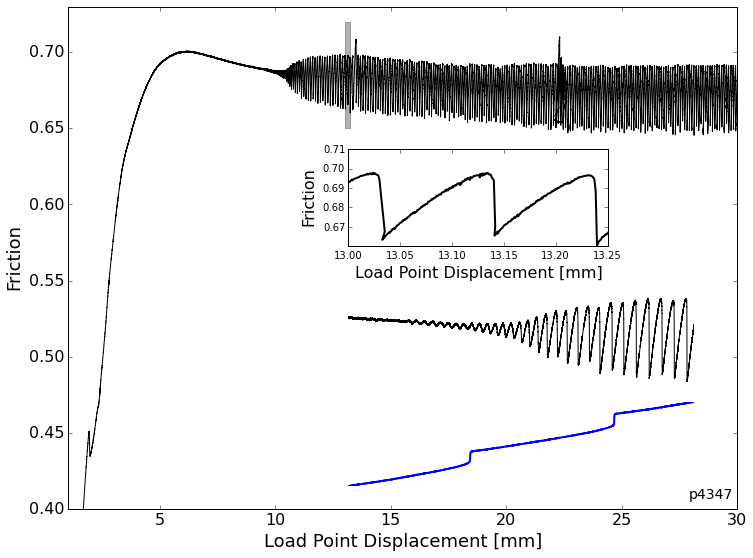 0.70
0.65
0.60
0.55
0.50
0.45
0.40
Friction
0.71
0.70
0.69
0.68
0.67
Friction
13.00 13.05 13.10 13.15 13.20 13.25
Load Point Displacement [mm]
p4347
5 10 15 20 25 30
Load Point Displacement [mm]